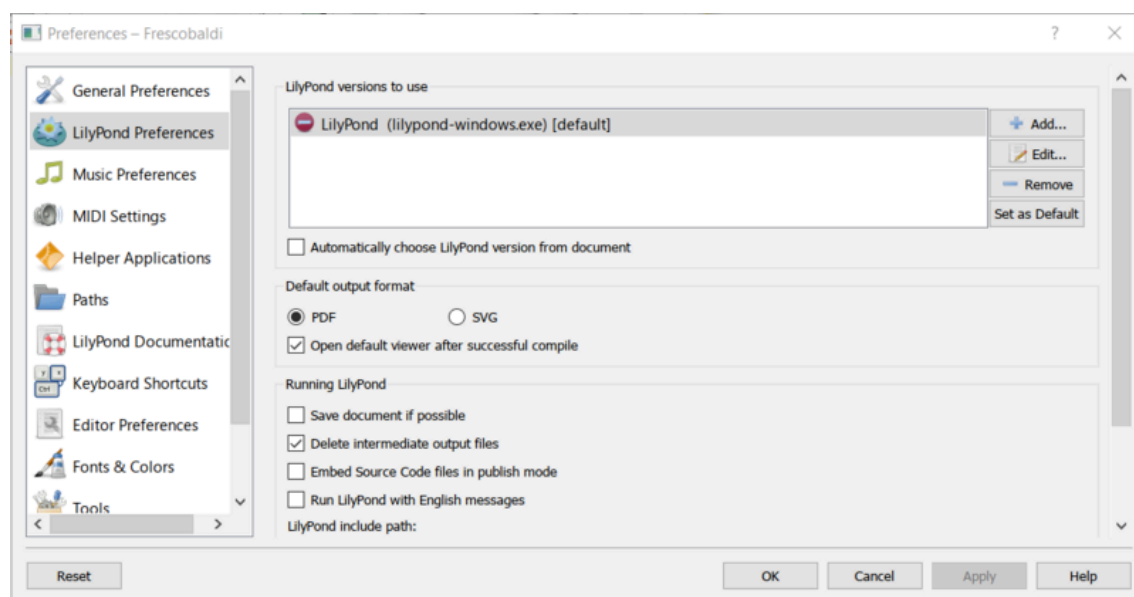 Preferences – Frescobaldi
?
General Preferences
LilyPond Preferences
Music Preferences
MIDI Settings
Helper Applications
Paths
LilyPond Documentatic
Keyboard Shortcuts
Editor Preferences
Fonts & Colors
Tools
LilyPond versions to use
LilyPond (lilypond-windows.exe) [default]
Add...
Edit...
Remove
Set as Default
Automatically choose LilyPond version from document
Default output format
PDF SVG
Open default viewer after successful compile
Running LilyPond
Save document if possible
Delete intermediate output files
Embed Source Code files in publish mode
Run LilyPond with English messages
LilyPond include path:
Reset OK Cancel Apply Help